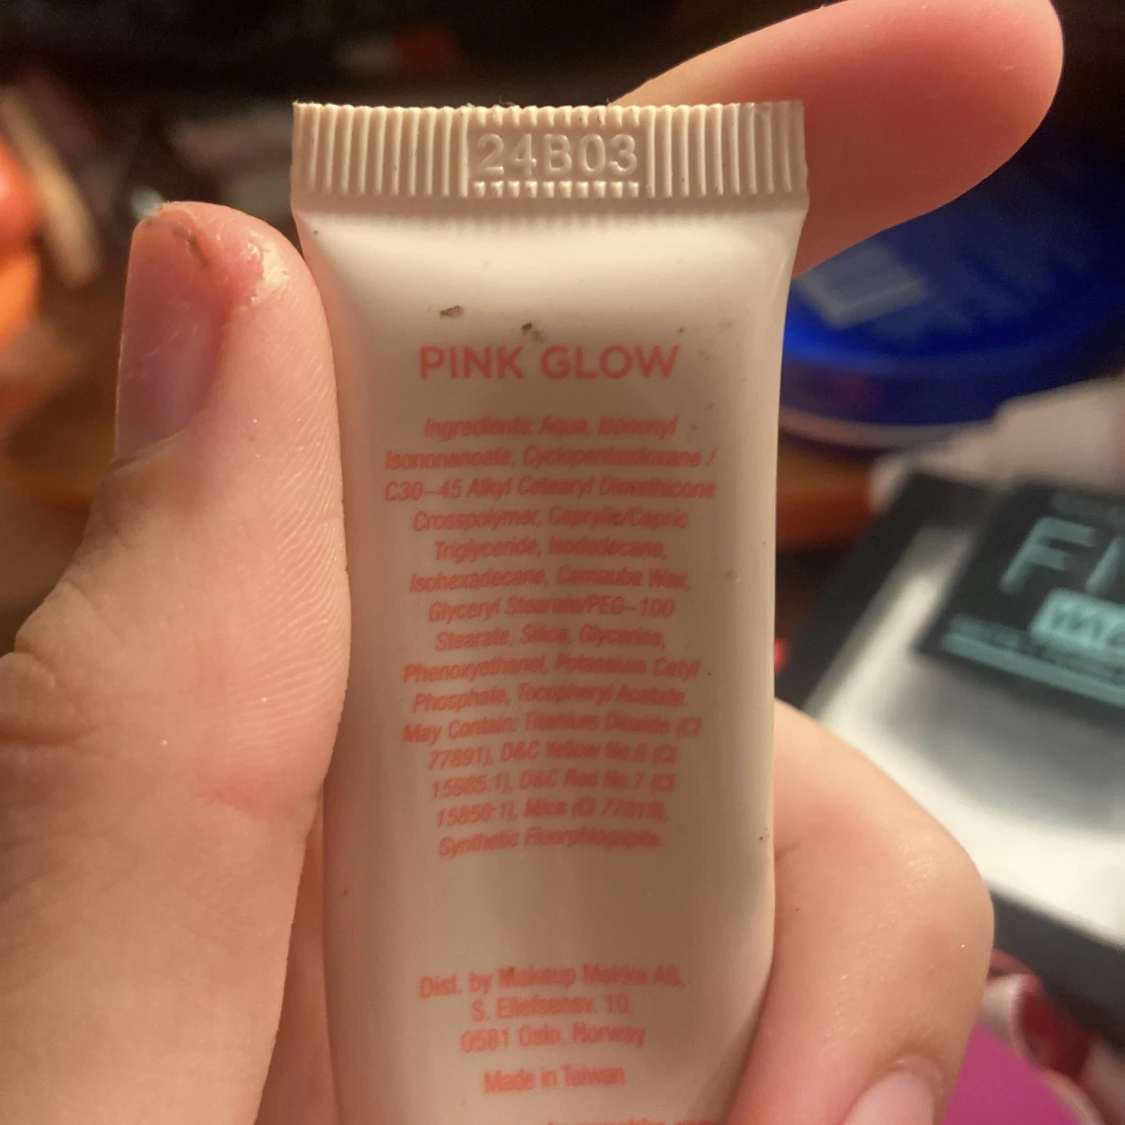 24B03
PINK GLOW
Ingredients: Aqua, Isononyl
Isononanoate, Cyclopentasiloxane /
C30–45 Alkyl Cetearyl Dimethicone
Crosspolymer, Caprylic/Capric
Triglyceride, Isododecane,
Isohexadecane, Carnauba Wax,
Glyceryl Stearate/PEG–100
Stearate, Silica, Glycerine,
Phenoxyethanol, Potassium Cetyl
Phosphate, Tocopheryl Acetate.
May Contain: Titanium Dioxide (CI
77891), D&C Yellow No.6 (CI
15985:1), D&C Red No.7 (CI
15850:1), Mica (CI 77019),
Synthetic Fluorphlogopite.
Dist. by Makeup Mekka AS,
S. Ellefsensv. 10,
0581 Oslo, Norway
Made in Taiwan